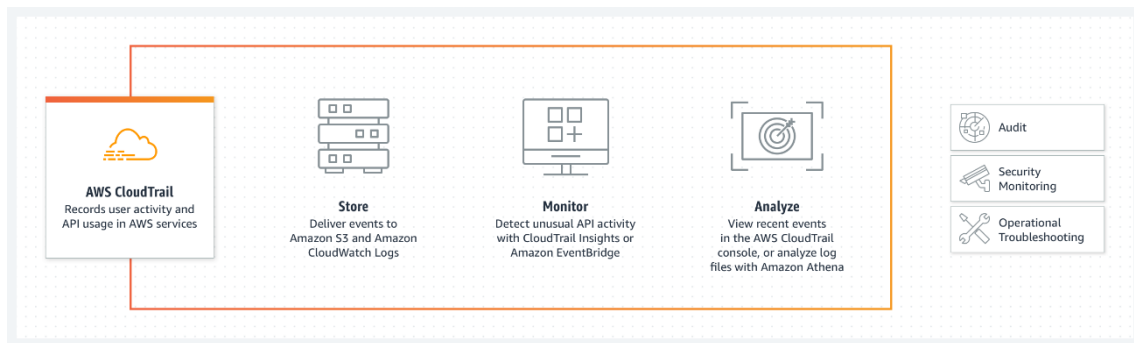 AWS CloudTrail
Records user activity and
API usage in AWS services
Store
Deliver events to
Amazon S3 and Amazon
CloudWatch Logs
Monitor
Detect unusual API activity
with CloudTrail Insights or
Amazon EventBridge
Analyze
View recent events
in the AWS CloudTrail
console, or analyze log
files with Amazon Athena
Audit
Security
Monitoring
Operational
Troubleshooting